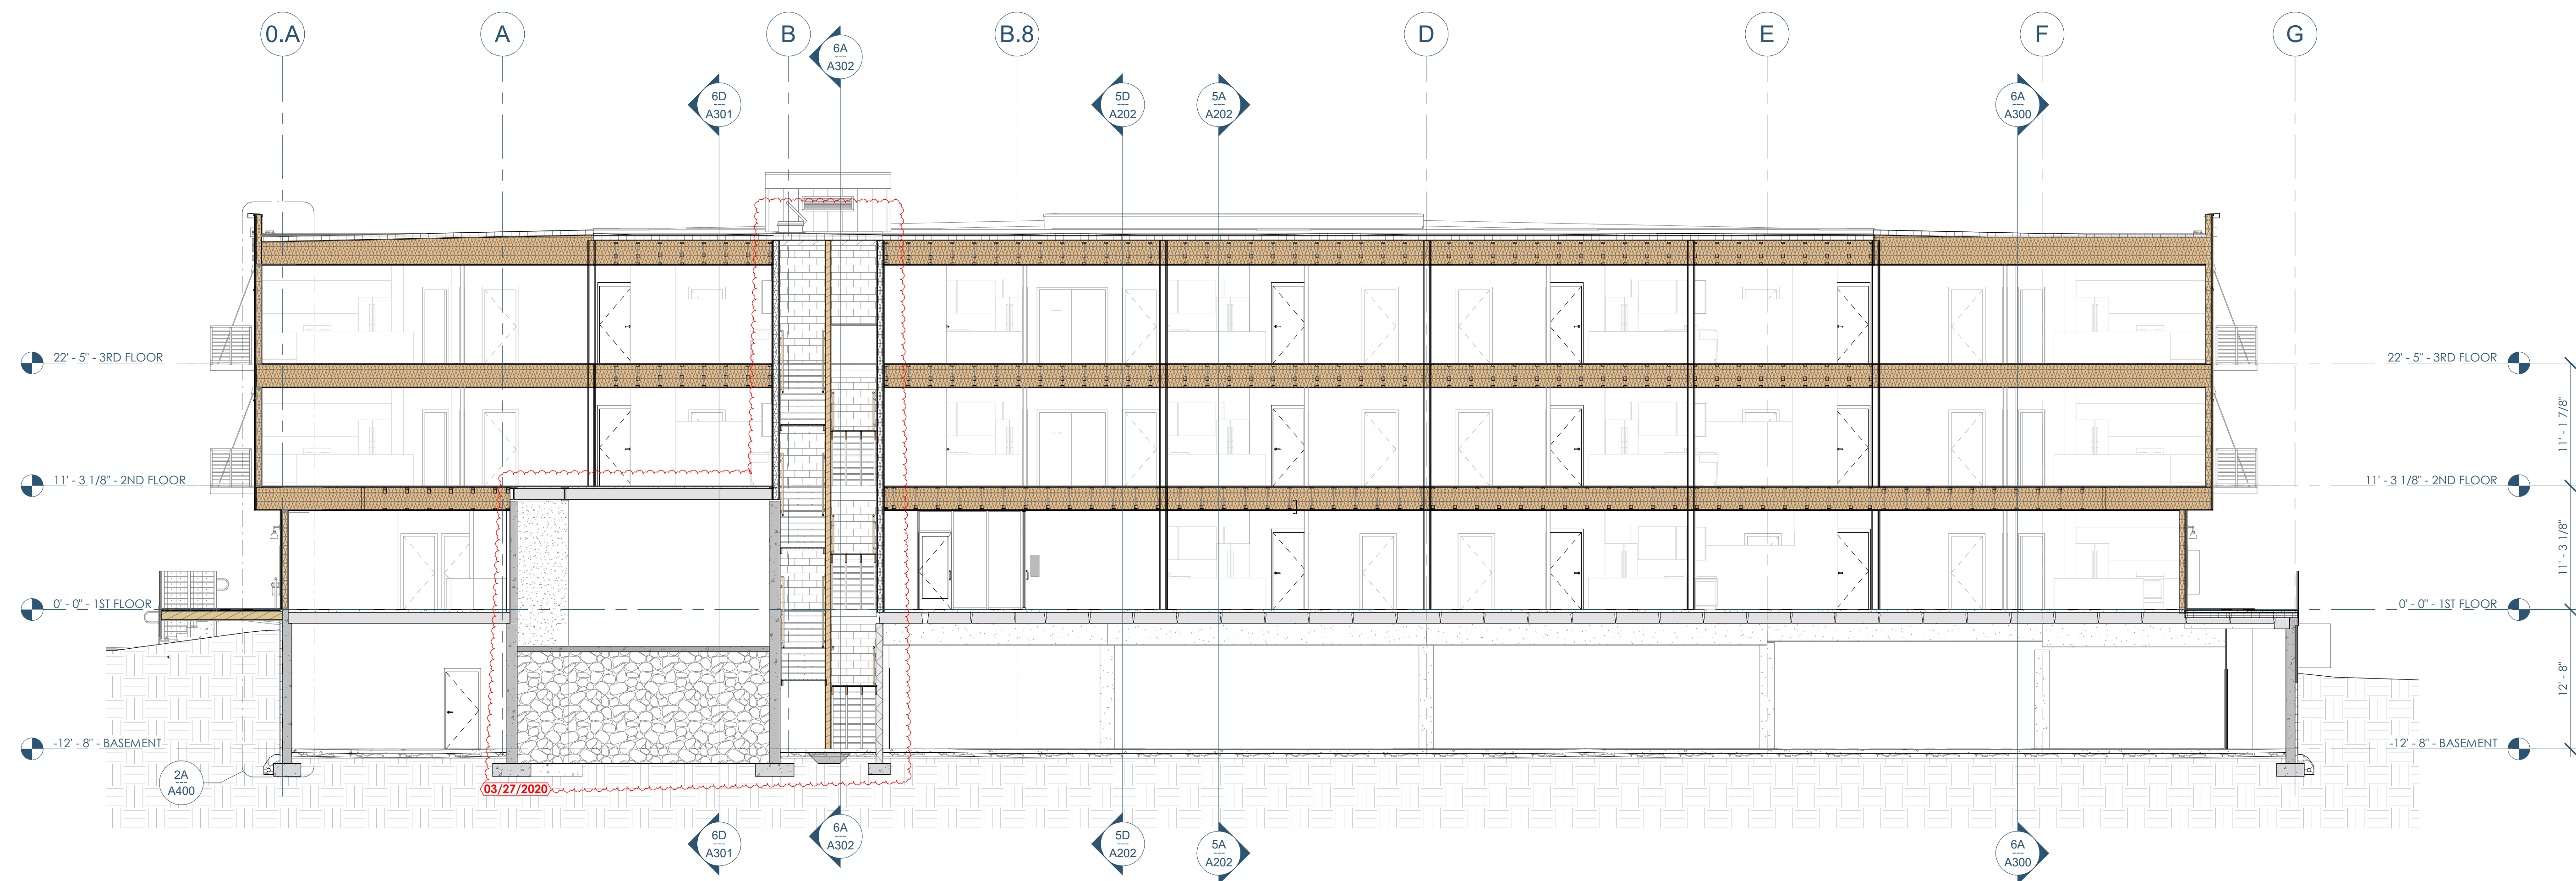 0.A
A
B
B.8
D
E
F
G
6A
---
A302
6D
---
A301
5D
---
A202
5A
---
A202
6A
---
A300
22' - 5" - 3RD FLOOR
22' - 5" - 3RD FLOOR
11' - 1 7/8"
11' - 3 1/8" - 2ND FLOOR
11' - 3 1/8" - 2ND FLOOR
11' - 3 1/8"
0' - 0" - 1ST FLOOR
0' - 0" - 1ST FLOOR
12' - 8"
-12' - 8" - BASEMENT
-12' - 8" - BASEMENT
2A
---
A400
03/27/2020
6D
---
A301
6A
---
A302
5D
---
A202
5A
---
A202
6A
---
A300